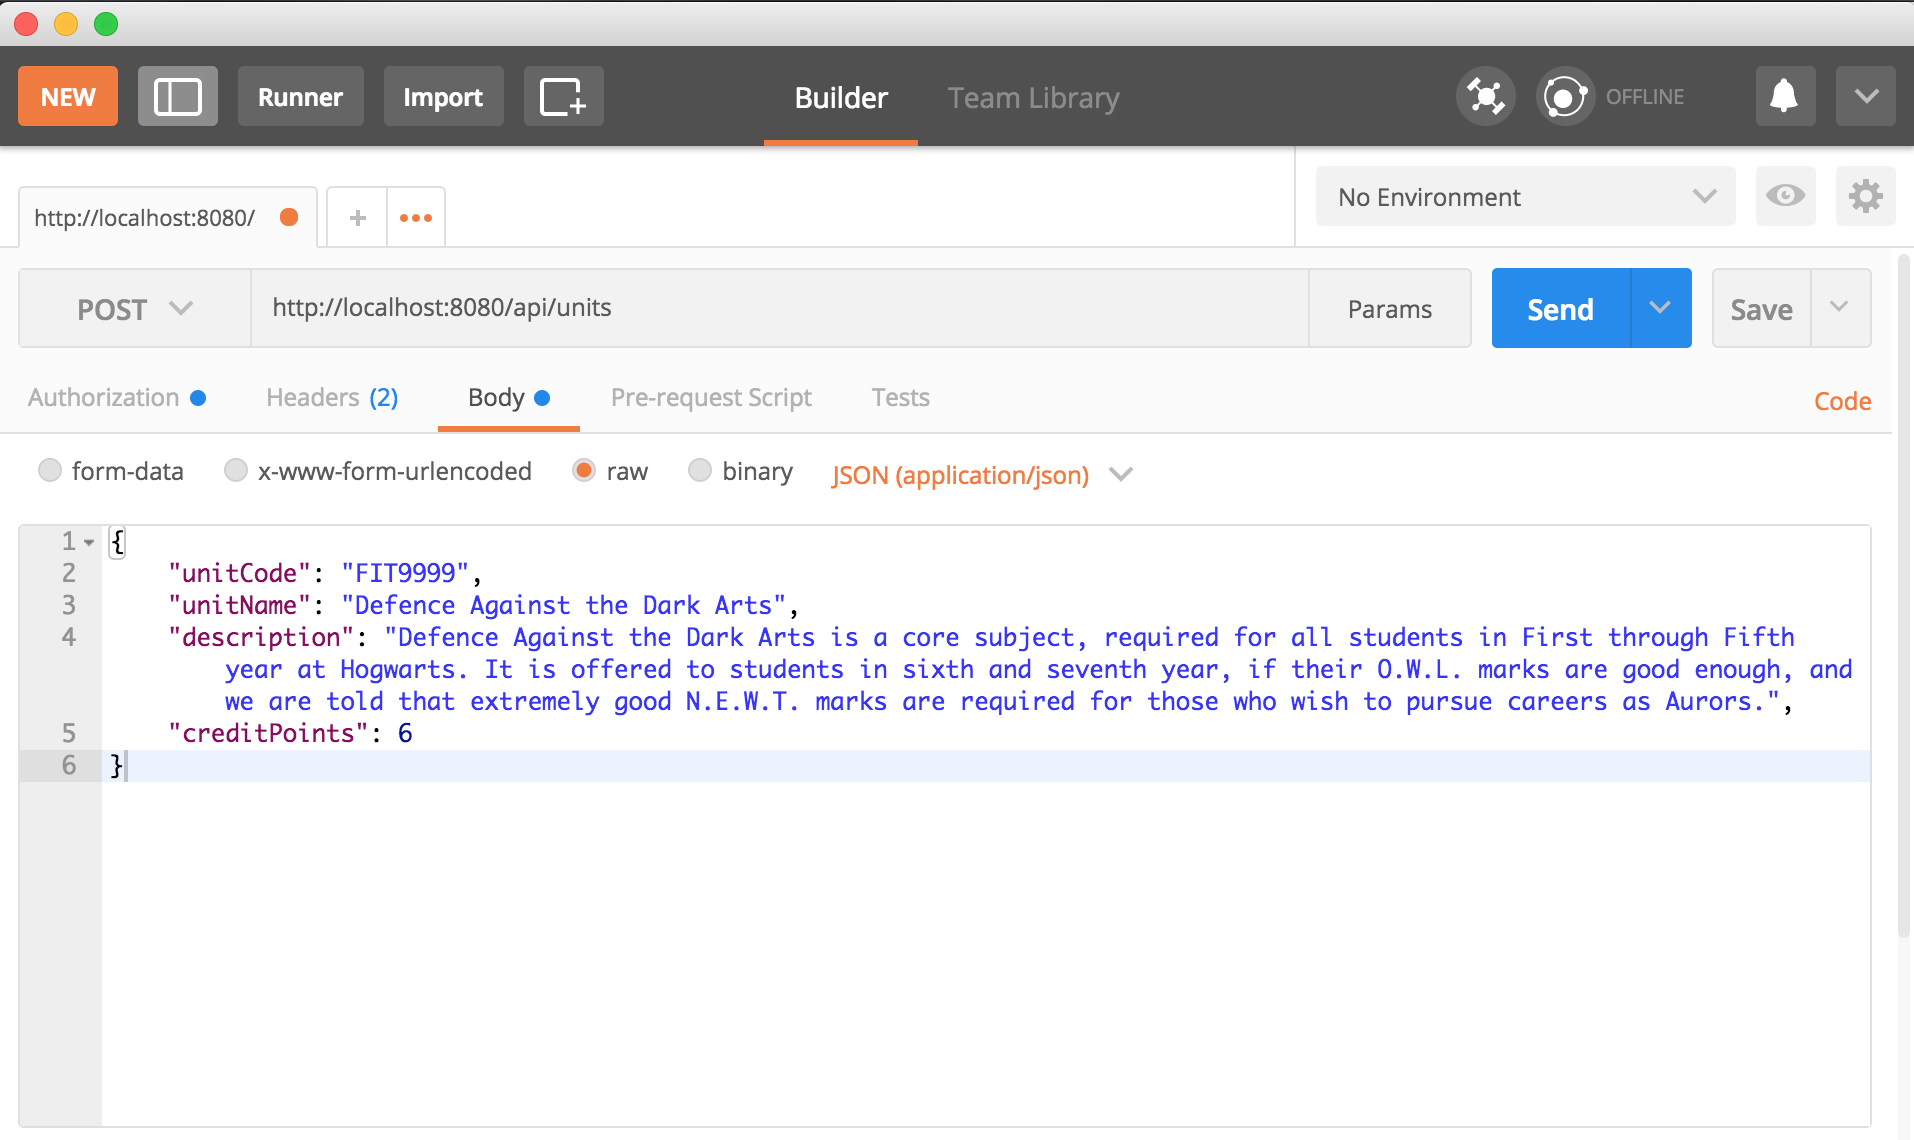 NEW Runner Import Builder Team Library OFFLINE
http://localhost:8080/ + No Environment
POST http://localhost:8080/api/units Params Send Save
Authorization Headers (2) Body Pre-request Script Tests Code
form-data x-www-form-urlencoded raw binary JSON (application/json)
1 {
2 "unitCode": "FIT9999",
3 "unitName": "Defence Against the Dark Arts",
4 "description": "Defence Against the Dark Arts is a core subject, required for all students in First through Fifth
year at Hogwarts. It is offered to students in sixth and seventh year, if their O.W.L. marks are good enough, and
we are told that extremely good N.E.W.T. marks are required for those who wish to pursue careers as Aurors.",
5 "creditPoints": 6
6 }